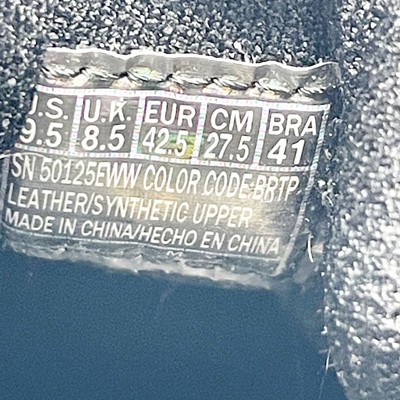 U.S. U.K. EUR CM BRA
9.5 8.5 42.5 27.5 41
SN 50125EWW COLOR CODE:BRTP
LEATHER/SYNTHETIC UPPER
MADE IN CHINA/HECHO EN CHINA
M